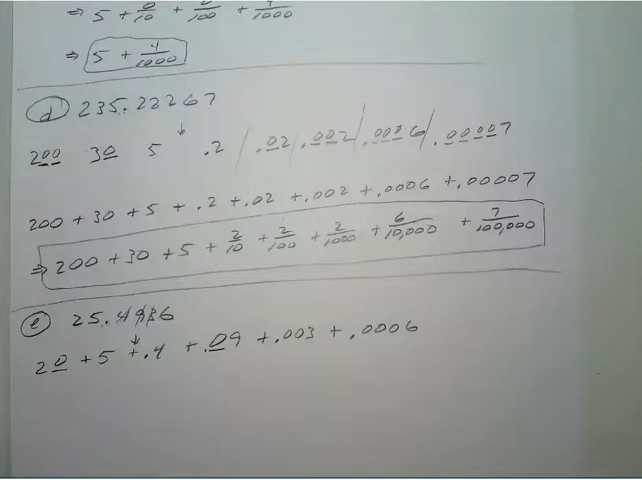 ⇒ 5 + 0/10 + 0/100 + 4/1000
⇒ 5 + 4/1000
d 235.22267
200 30 5 ↓ .2 / .02 / .002 / .0006 / .00007
200 + 30 + 5 + .2 + .02 + .002 + .0006 + .00007
⇒ 200 + 30 + 5 + 2/10 + 2/100 + 2/1000 + 6/10,000 + 7/100,000
e 25.4936
20 + 5 + .4 + .09 + .003 + .0006